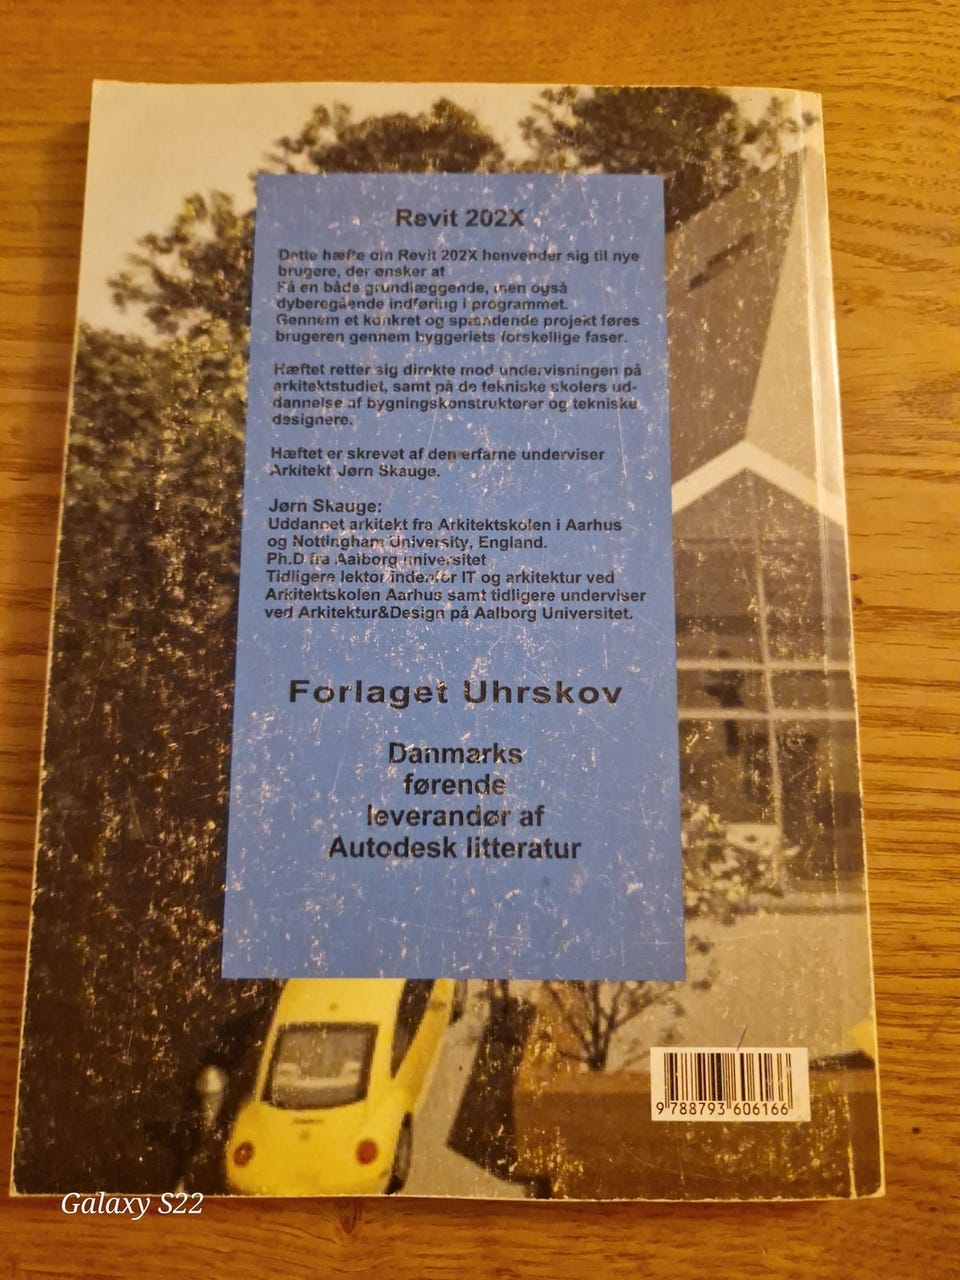 Revit 202X
Dette hæfte om Revit 202X henvender sig til nye
brugere, der ønsker at
Få en både grundlæggende, men også
dyberegående indføring i programmet.
Gennem et konkret og spændende projekt føres
brugeren gennem byggeriets forskellige faser.
Hæftet retter sig direkte mod undervisningen på
arkitektstudiet, samt på de tekniske skolers ud-
dannelse af bygningskonstruktører og tekniske
designere.
Hæftet er skrevet af den erfarne underviser
Arkitekt Jørn Skauge.
Jørn Skauge:
Uddannet arkitekt fra Arkitektskolen i Aarhus
og Nottingham University, England.
Ph.D fra Aalborg universitet
Tidligere lektor indenfor IT og arkitektur ved
Arkitektskolen Aarhus samt tidligere underviser
ved Arkitektur&Design på Aalborg Universitet.
Forlaget Uhrskov
Danmarks
førende
leverandør af
Autodesk litteratur
9 788793 606166
Galaxy S22